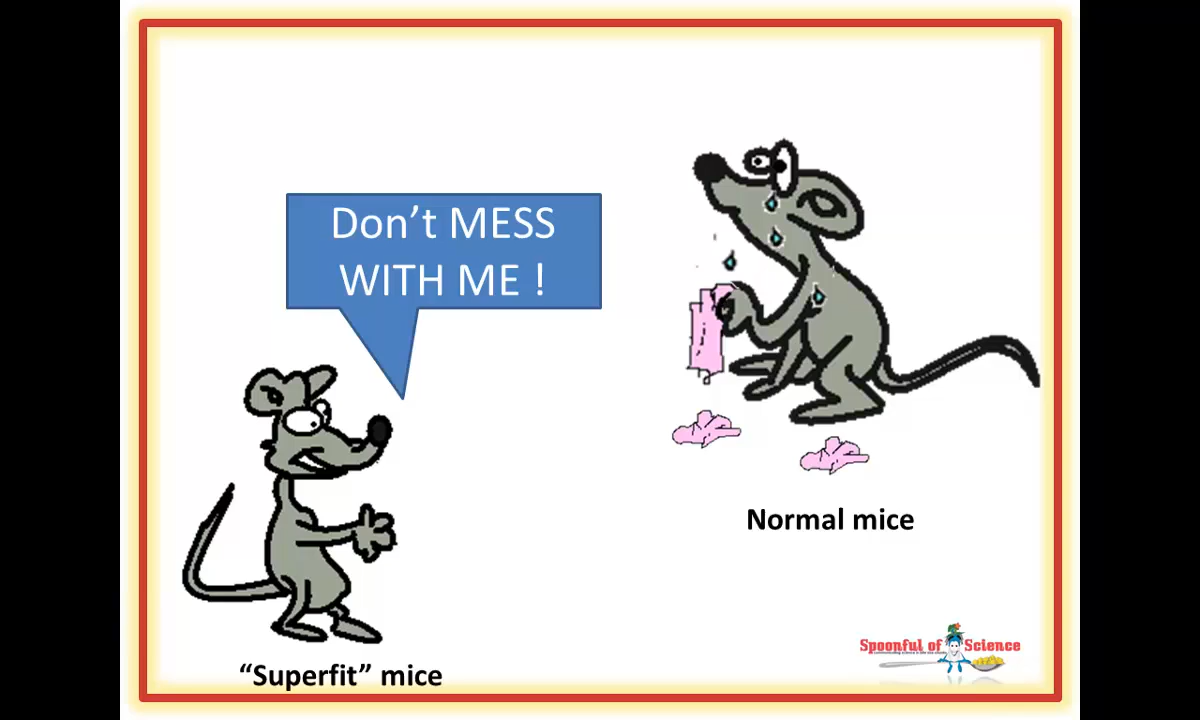 Don’t MESS
WITH ME !
Normal mice
Spoonful of Science
“Superfit” mice